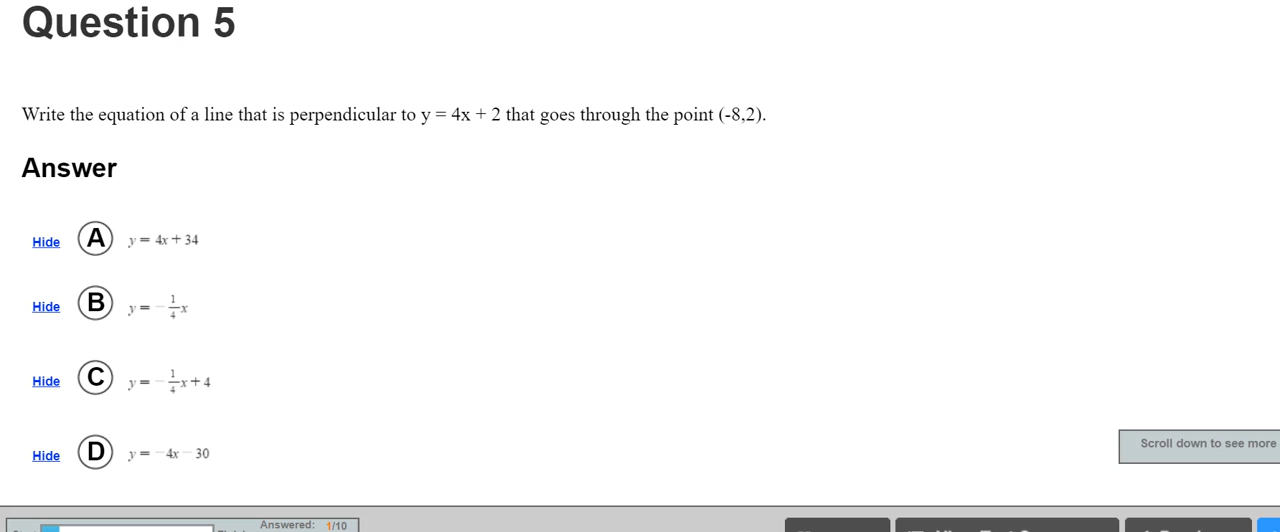 Question 5
Write the equation of a line that is perpendicular to y = 4x + 2 that goes through the point (-8,2).
Answer
Hide A y = 4x + 34
Hide B y = -1/4x
Hide C y = -1/4x + 4
Hide D y = -4x - 30
Scroll down to see more
Answered: 1/10